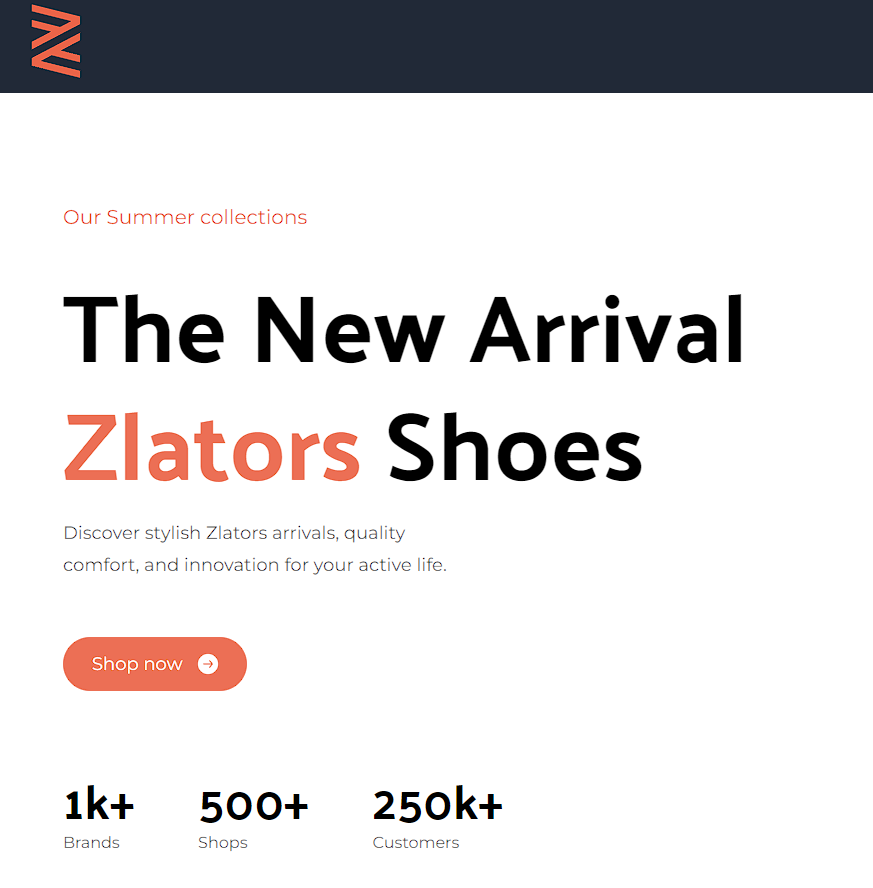 Our Summer collections
The New Arrival
Zlators Shoes
Discover stylish Zlators arrivals, quality
comfort, and innovation for your active life.
Shop now
1k+ 500+ 250k+
Brands Shops Customers